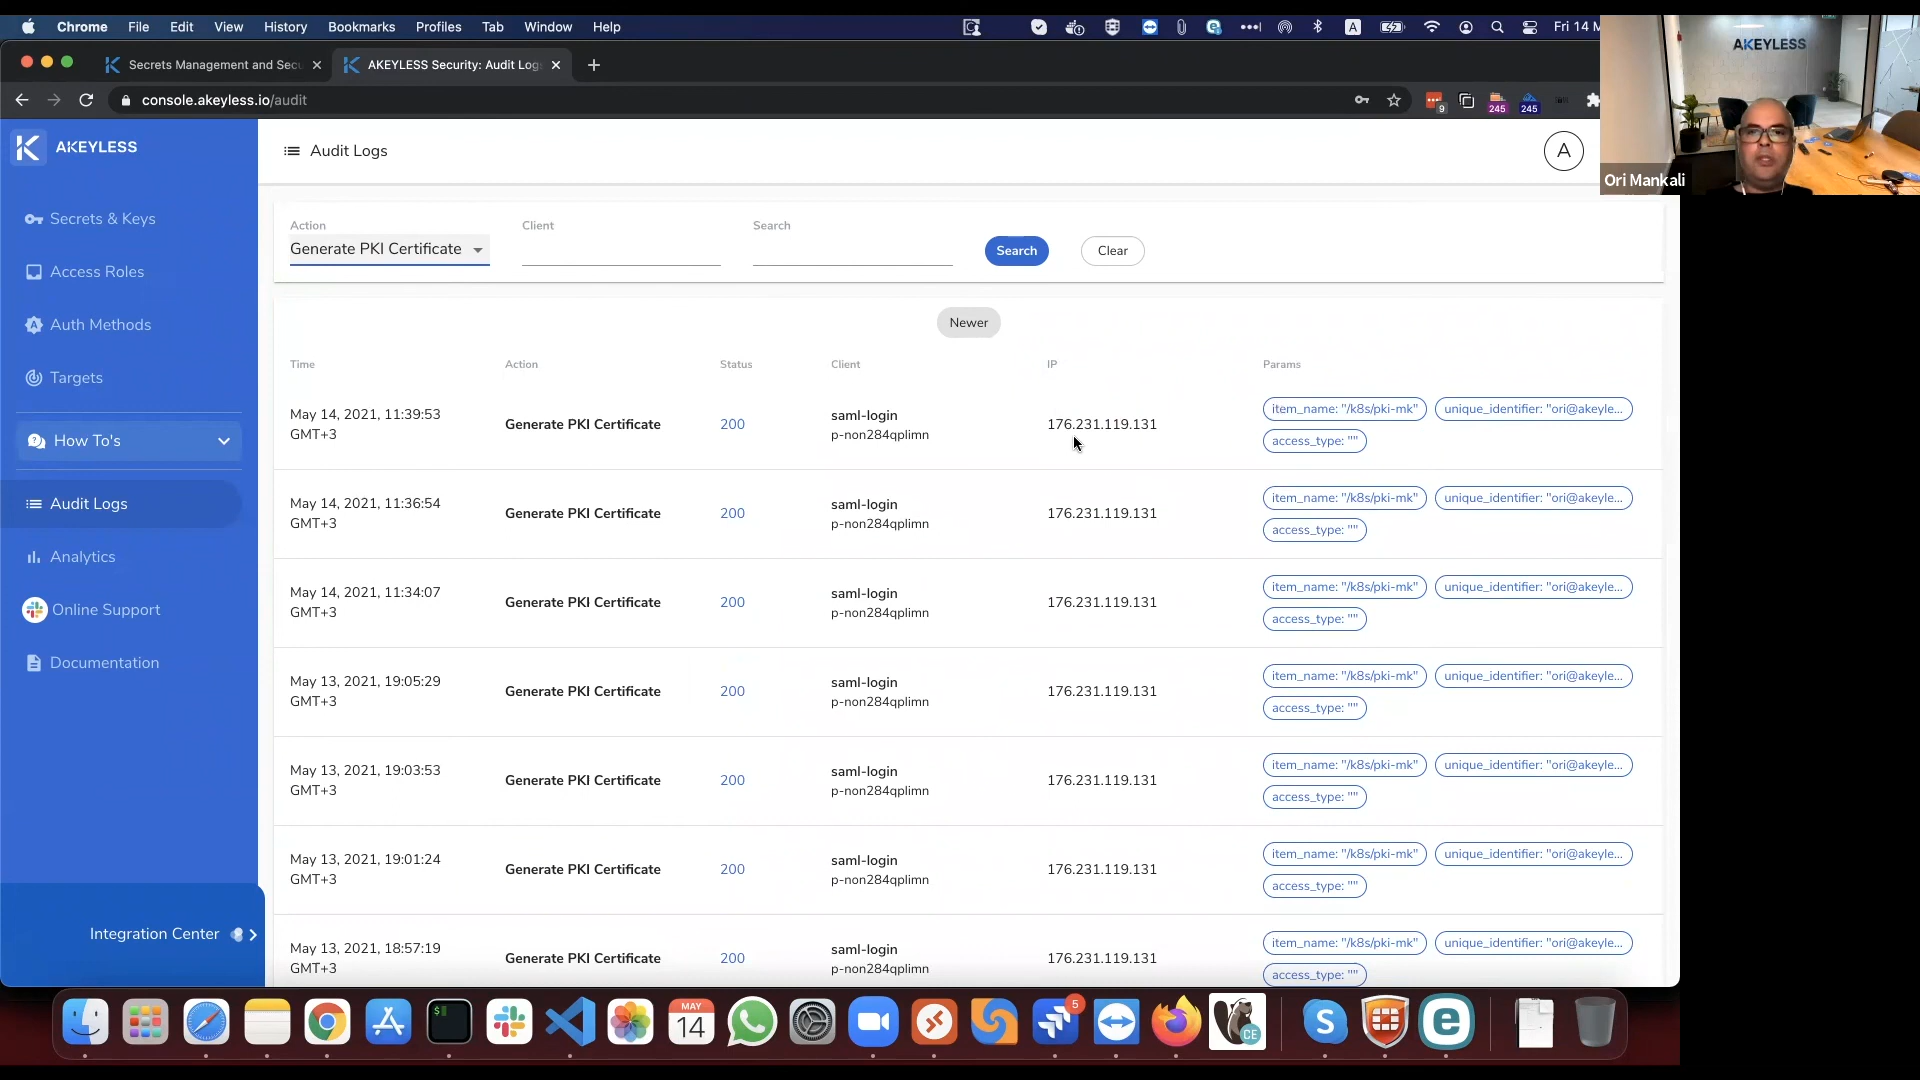 Chrome File Edit View History Bookmarks Profiles Tab Window Help
A
Fri 14
Secrets Management and Sec
AKEYLESS Security: Audit Log
console.akeyless.io/audit
9
245
245
AKEYLESS
Ori Mankali
AKEYLESS
Secrets & Keys
Access Roles
Auth Methods
Targets
How To's
Audit Logs
Analytics
Online Support
Documentation
Integration Center
Audit Logs
A
Action
Generate PKI Certificate
Client
Search
Search
Clear
Newer
Time Action Status Client IP Params
May 14, 2021, 11:39:53 GMT+3 Generate PKI Certificate 200 saml-login p-non284qplimn 176.231.119.131 item_name: "/k8s/pki-mk" unique_identifier: "ori@akeyle... access_type: ""
May 14, 2021, 11:36:54 GMT+3 Generate PKI Certificate 200 saml-login p-non284qplimn 176.231.119.131 item_name: "/k8s/pki-mk" unique_identifier: "ori@akeyle... access_type: ""
May 14, 2021, 11:34:07 GMT+3 Generate PKI Certificate 200 saml-login p-non284qplimn 176.231.119.131 item_name: "/k8s/pki-mk" unique_identifier: "ori@akeyle... access_type: ""
May 13, 2021, 19:05:29 GMT+3 Generate PKI Certificate 200 saml-login p-non284qplimn 176.231.119.131 item_name: "/k8s/pki-mk" unique_identifier: "ori@akeyle... access_type: ""
May 13, 2021, 19:03:53 GMT+3 Generate PKI Certificate 200 saml-login p-non284qplimn 176.231.119.131 item_name: "/k8s/pki-mk" unique_identifier: "ori@akeyle... access_type: ""
May 13, 2021, 19:01:24 GMT+3 Generate PKI Certificate 200 saml-login p-non284qplimn 176.231.119.131 item_name: "/k8s/pki-mk" unique_identifier: "ori@akeyle... access_type: ""
May 13, 2021, 18:57:19 GMT+3 Generate PKI Certificate 200 saml-login p-non284qplimn 176.231.119.131 item_name: "/k8s/pki-mk" unique_identifier: "ori@akeyle... access_type: ""
MAY
14
5
CE